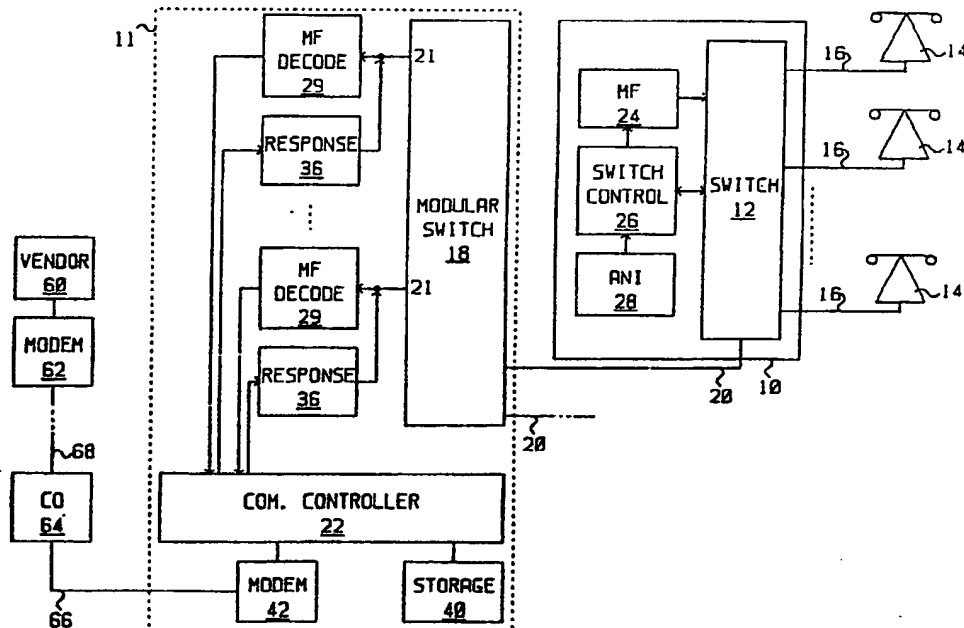 11
MF
DECODE
29
21
RESPONSE
36
MF
DECODE
29
21
RESPONSE
36
MODULAR
SWITCH
18
MF
24
SWITCH
CONTROL
26
ANI
28
SWITCH
12
16
14
16
14
16
14
20
10
20
VENDOR
60
MODEM
62
68
CO
64
66
COM. CONTROLLER
22
MODEM
42
STORAGE
40